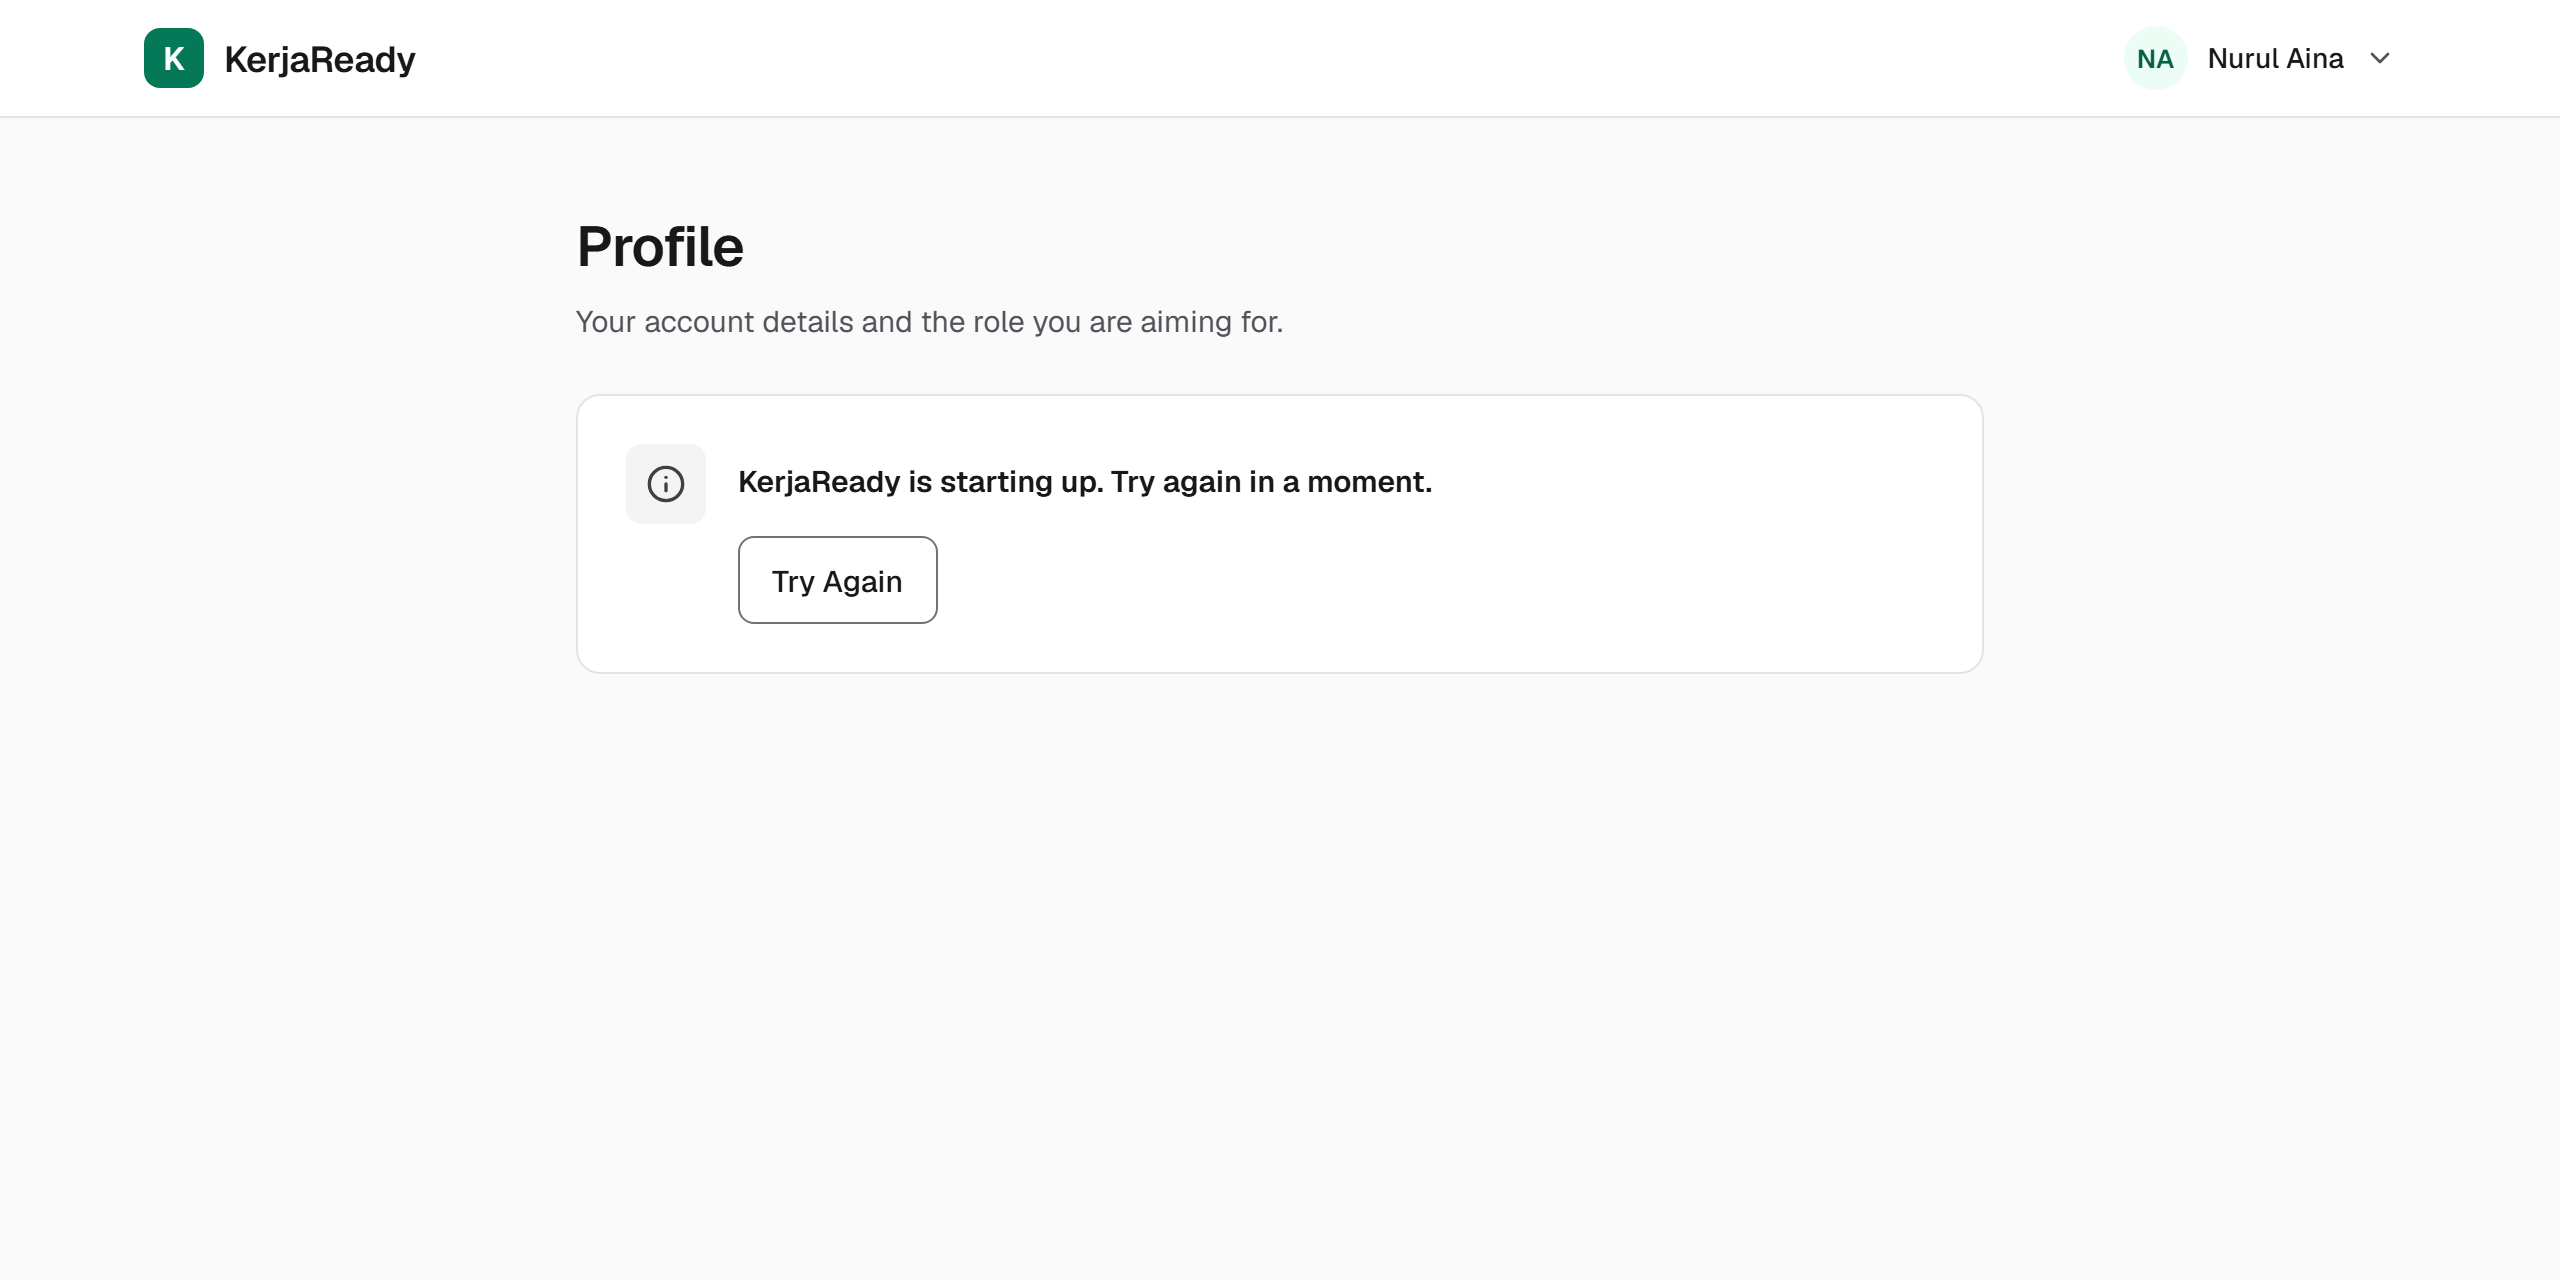 K KerjaReady
NA Nurul Aina
Profile
Your account details and the role you are aiming for.
KerjaReady is starting up. Try again in a moment.
Try Again